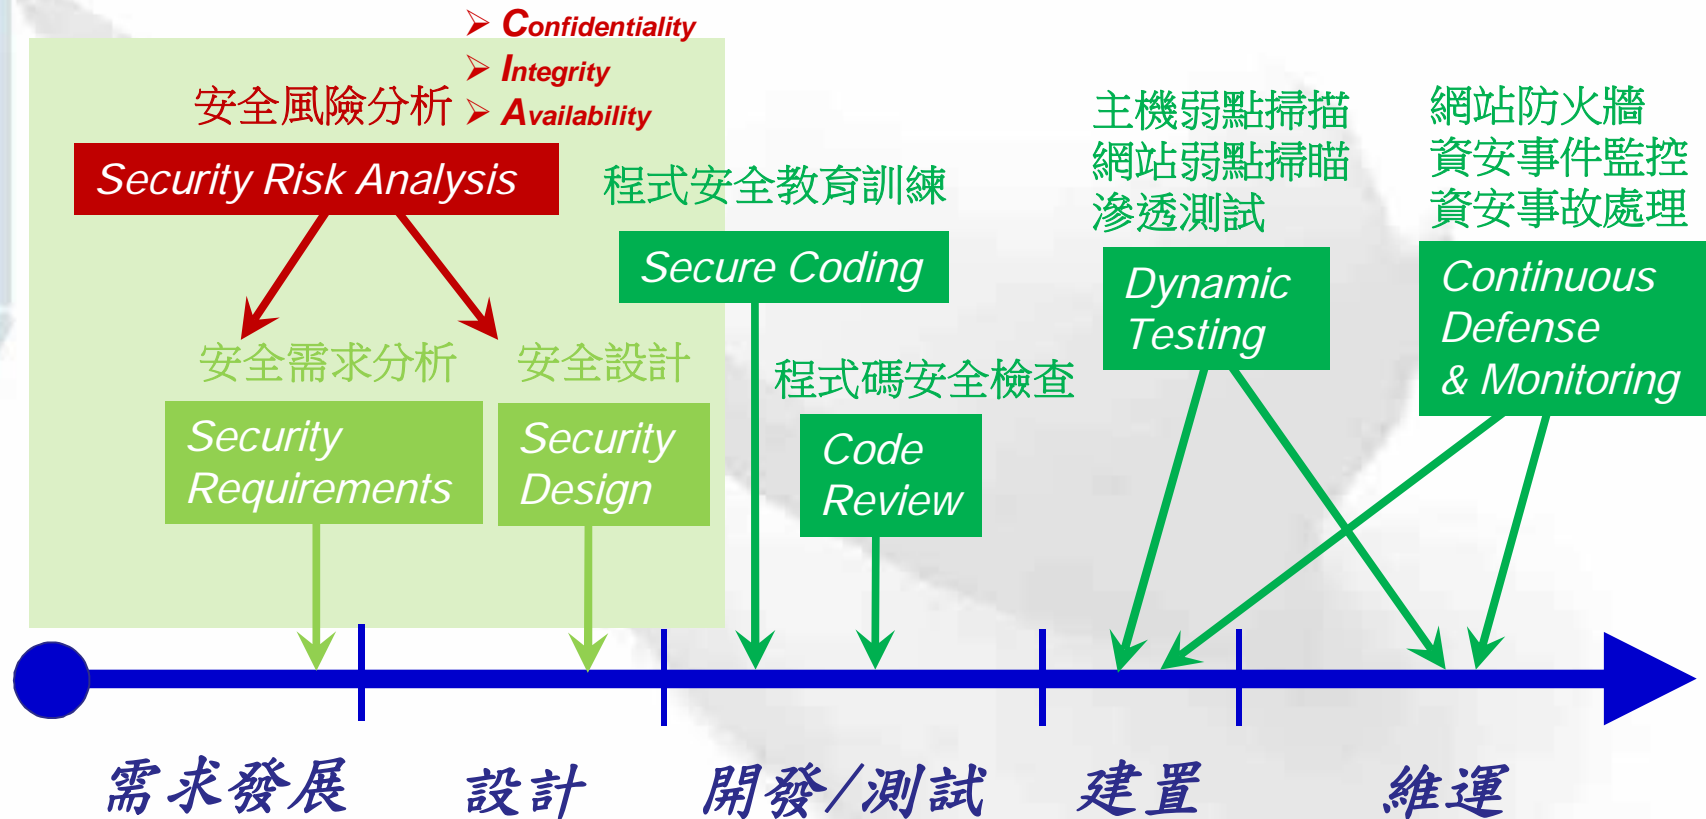 ➢ Confidentiality
➢ Integrity
➢ Availability
安全風險分析
Security Risk Analysis
安全需求分析
Security
Requirements
安全設計
Security
Design
程式安全教育訓練
Secure Coding
程式碼安全檢查
Code
Review
主機弱點掃描
網站弱點掃瞄
滲透測試
Dynamic
Testing
網站防火牆
資安事件監控
資安事故處理
Continuous
Defense
& Monitoring
需求發展
設計
開發/測試
建置
維運